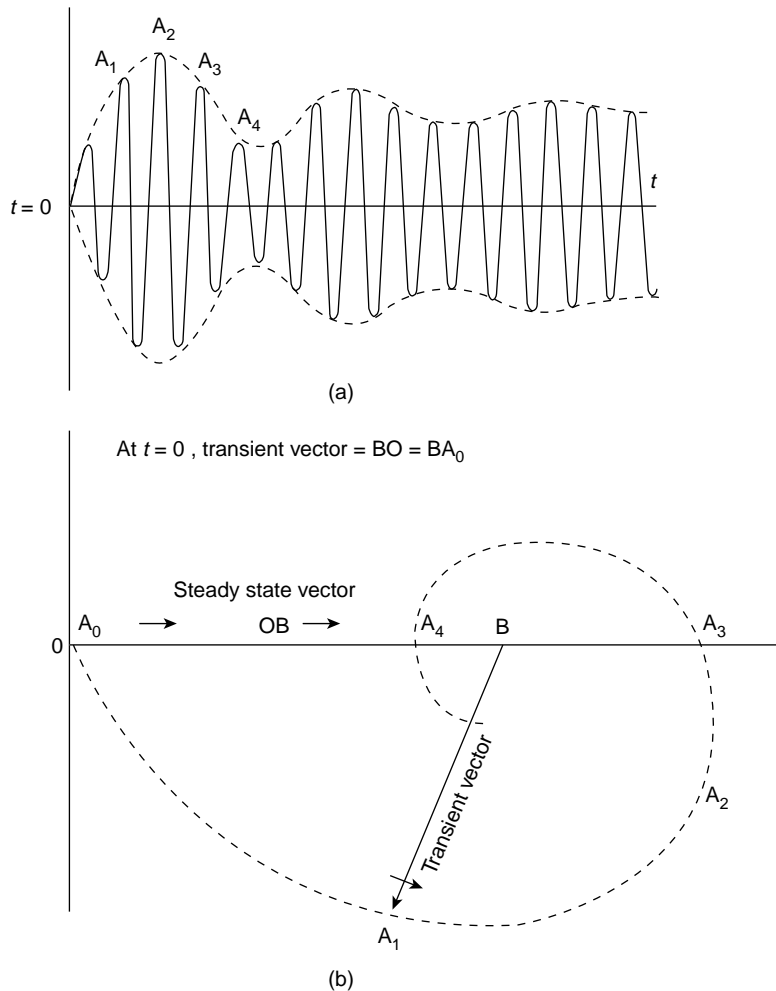 A₂
A₁
A₃
A₄
t
t = 0
(a)
At t = 0 , transient vector = BO = BA₀
Steady state vector
A₀
OB
A₄
B
A₃
0
Transient vector
A₂
A₁
(b)